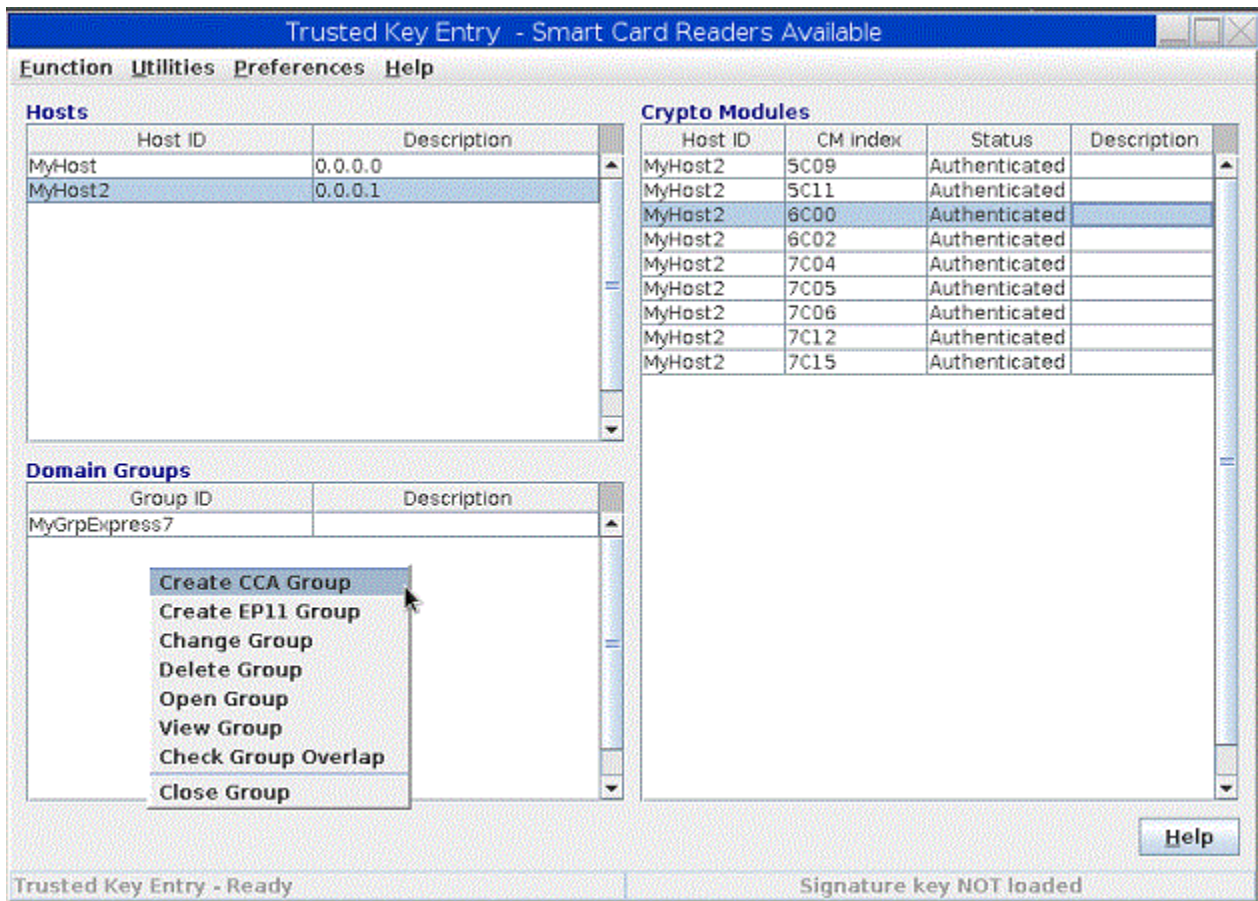 Trusted Key Entry - Smart Card Readers Available
Function Utilities Preferences Help
Hosts
Host ID Description
MyHost 0.0.0.0
MyHost2 0.0.0.1
Crypto Modules
Host ID CM index Status Description
MyHost2 5C09 Authenticated
MyHost2 5C11 Authenticated
MyHost2 6C00 Authenticated
MyHost2 6C02 Authenticated
MyHost2 7C04 Authenticated
MyHost2 7C05 Authenticated
MyHost2 7C06 Authenticated
MyHost2 7C12 Authenticated
MyHost2 7C15 Authenticated
Domain Groups
Group ID Description
MyGrpExpress7
Create CCA Group
Create EP11 Group
Change Group
Delete Group
Open Group
View Group
Check Group Overlap
Close Group
Help
Trusted Key Entry - Ready
Signature key NOT loaded